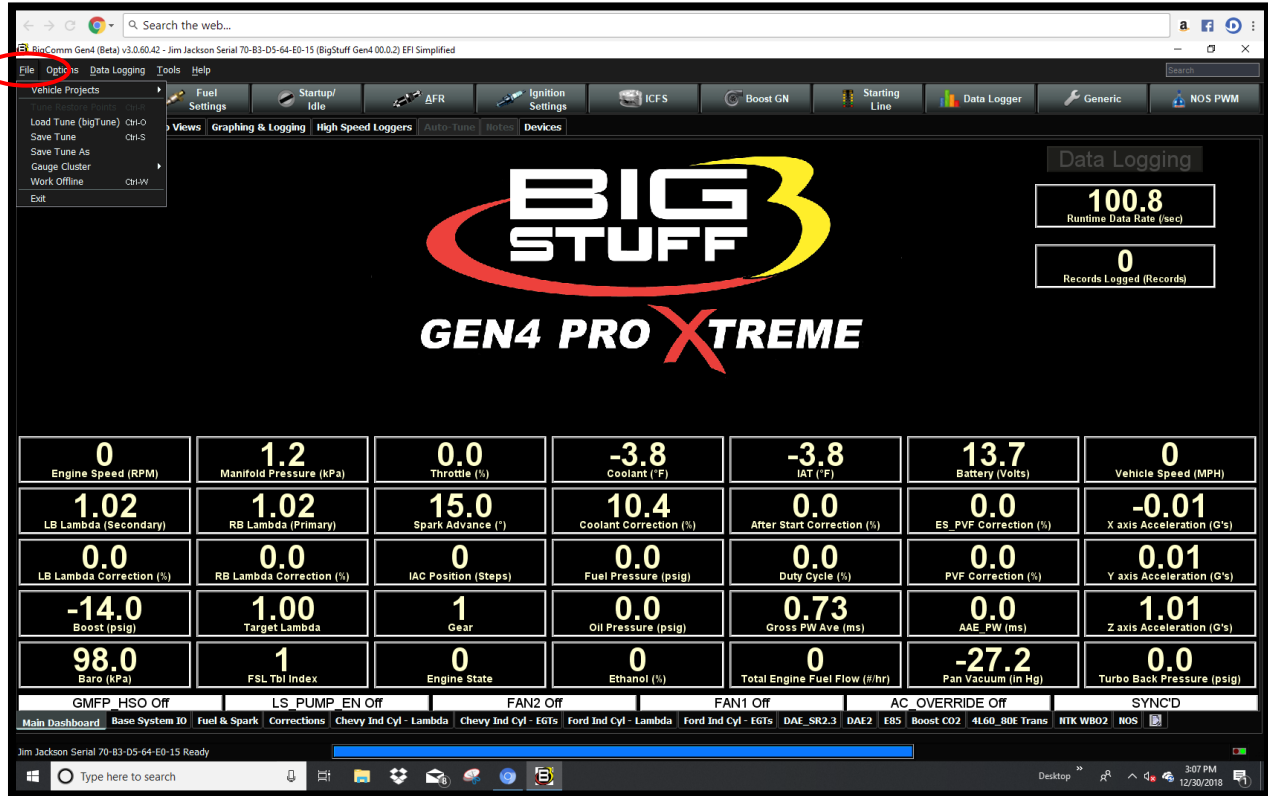 Search the web...
BigComm Gen4 (Beta) v3.0.60.42 - Jim Jackson Serial 70-B3-D5-64-E0-15 (BigStuff Gen4 00.0.2) EFI Simplified
File Options Data Logging Tools Help
Search
Vehicle Projects
Tune Restore Points Ctrl-R
Load Tune (bigTune) Ctrl-O
Save Tune Ctrl-S
Save Tune As
Gauge Cluster
Work Offline Ctrl-W
Exit
Fuel Settings
Startup/ Idle
AFR
Ignition Settings
ICFS
Boost GN
Starting Line
Data Logger
Generic
NOS PWM
Views Graphing & Logging High Speed Loggers Auto-Tune Notes Devices
Data Logging
100.8
Runtime Data Rate (/sec)
0
Records Logged (Records)
BIG
STUFF
3
GEN4 PRO XTREME
0 1.2 0.0 -3.8 -3.8 13.7 0
Engine Speed (RPM) Manifold Pressure (kPa) Throttle (%) Coolant (°F) IAT (°F) Battery (Volts) Vehicle Speed (MPH)
1.02 1.02 15.0 10.4 0.0 0.0 -0.01
LB Lambda (Secondary) RB Lambda (Primary) Spark Advance (°) Coolant Correction (%) After Start Correction (%) ES_PVF Correction (%) X axis Acceleration (G's)
0.0 0.0 0 0.0 0.0 0.0 0.01
LB Lambda Correction (%) RB Lambda Correction (%) IAC Position (Steps) Fuel Pressure (psig) Duty Cycle (%) PVF Correction (%) Y axis Acceleration (G's)
-14.0 1.00 1 0.0 0.73 0.0 1.01
Boost (psig) Target Lambda Gear Oil Pressure (psig) Gross PW Ave (ms) AAE_PW (ms) Z axis Acceleration (G's)
98.0 1 0 0 0 -27.2 0.0
Baro (kPa) FSL Tbl Index Engine State Ethanol (%) Total Engine Fuel Flow (#/hr) Pan Vacuum (in Hg) Turbo Back Pressure (psig)
GMFP_HSO Off LS_PUMP_EN Off FAN2 Off FAN1 Off AC_OVERRIDE Off SYNC'D
Main Dashboard Base System IO Fuel & Spark Corrections Chevy Ind Cyl - Lambda Chevy Ind Cyl - EGTs Ford Ind Cyl - Lambda Ford Ind Cyl - EGTs DAE_SR2.3 DAE2 E85 Boost CO2 4L60_80E Trans NTK WBO2 NOS
Jim Jackson Serial 70-B3-D5-64-E0-15 Ready
Type here to search
Desktop
3:07 PM
12/30/2018